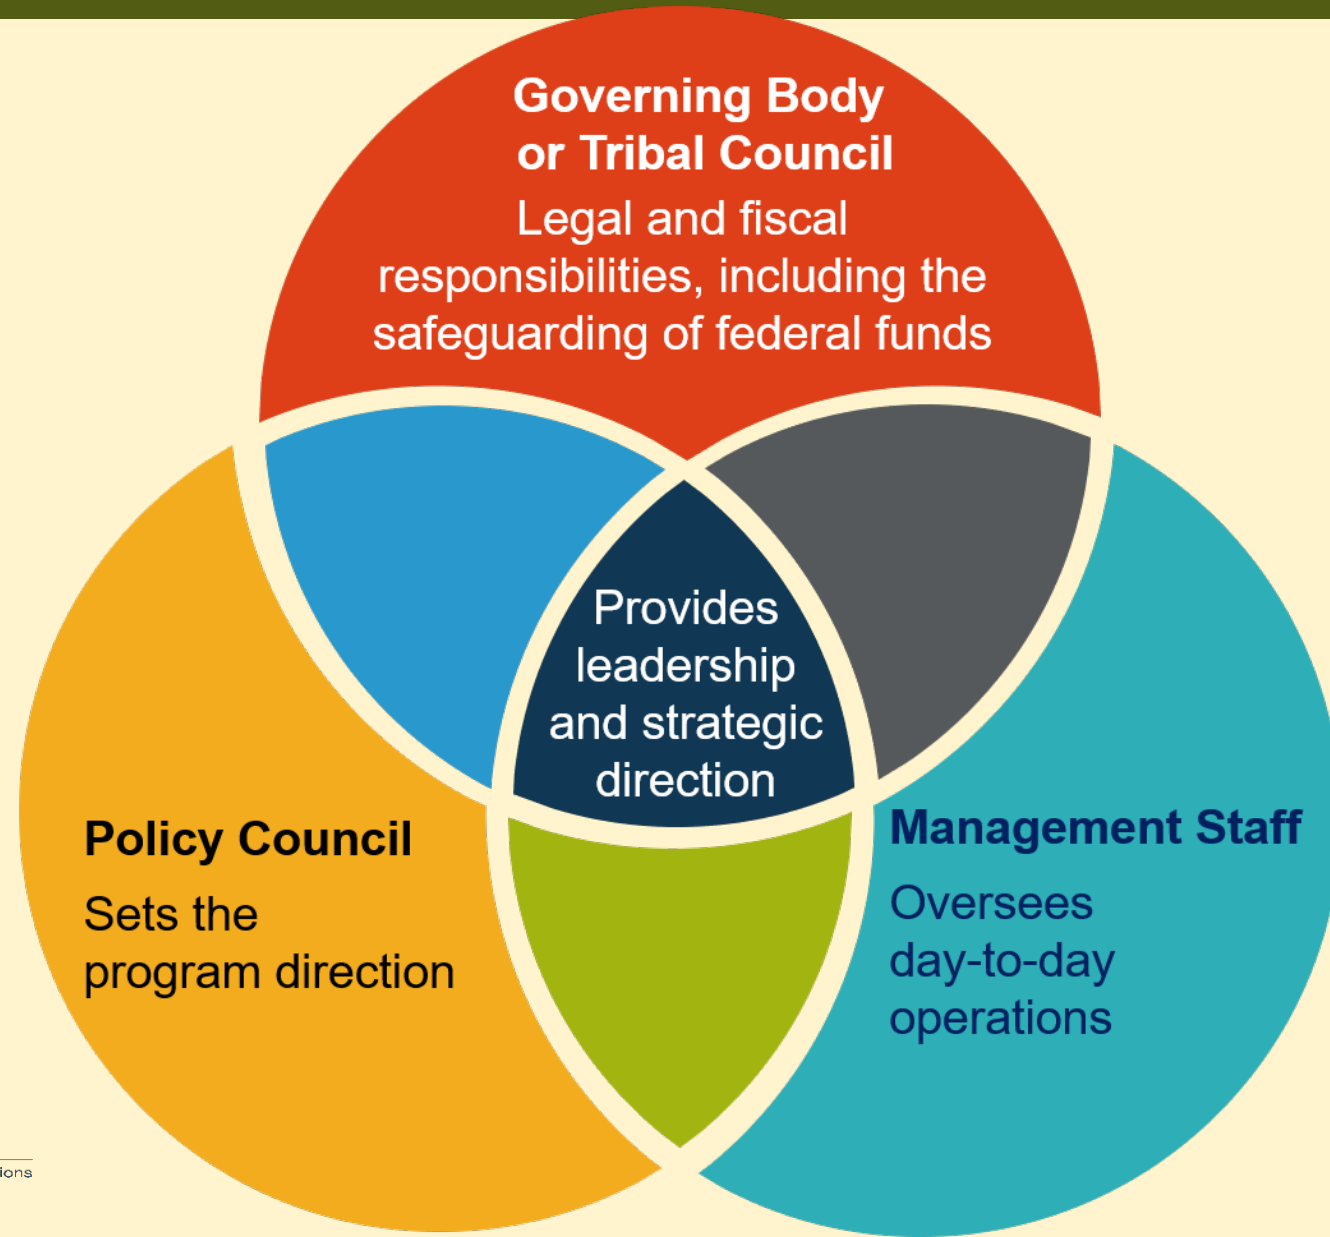 Governing Body
or Tribal Council
Legal and fiscal
responsibilities, including the
safeguarding of federal funds
Provides
leadership
and strategic
direction
Policy Council
Sets the
program direction
Management Staff
Oversees
day-to-day
operations